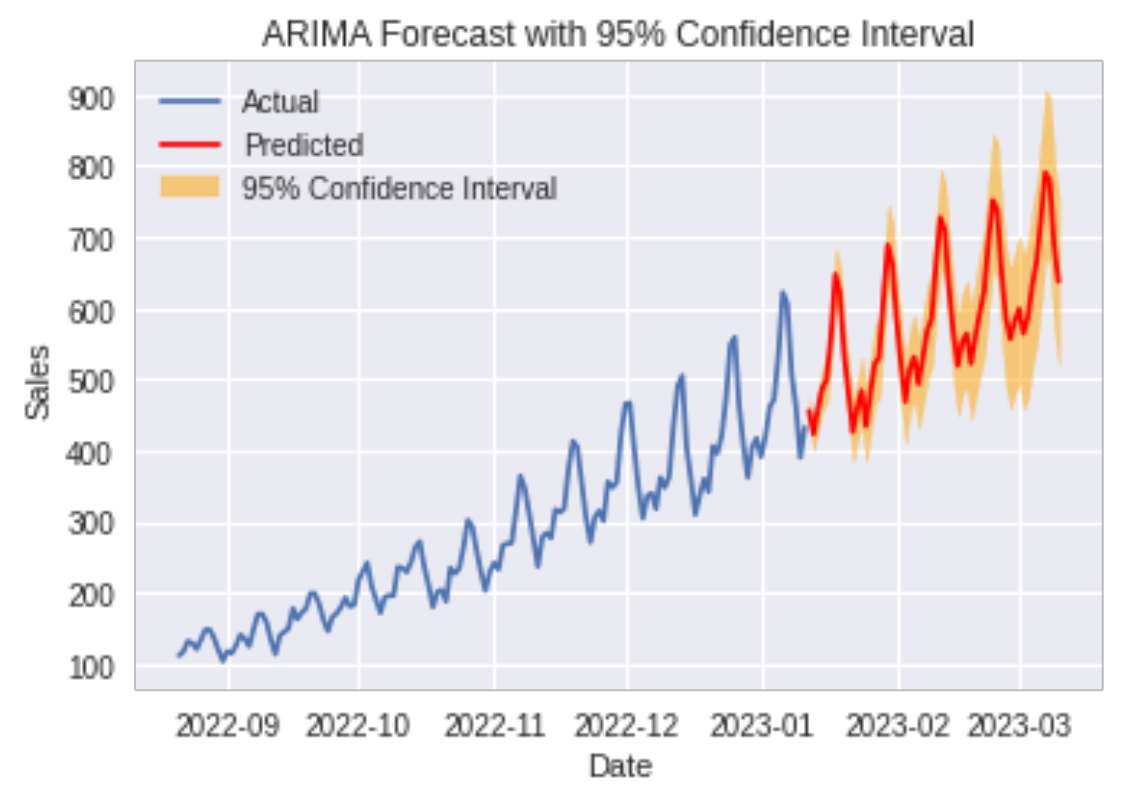 ARIMA Forecast with 95% Confidence Interval
900
800
700
600
500
400
300
200
100
Sales
Actual
Predicted
95% Confidence Interval
2022-09 2022-10 2022-11 2022-12 2023-01 2023-02 2023-03
Date